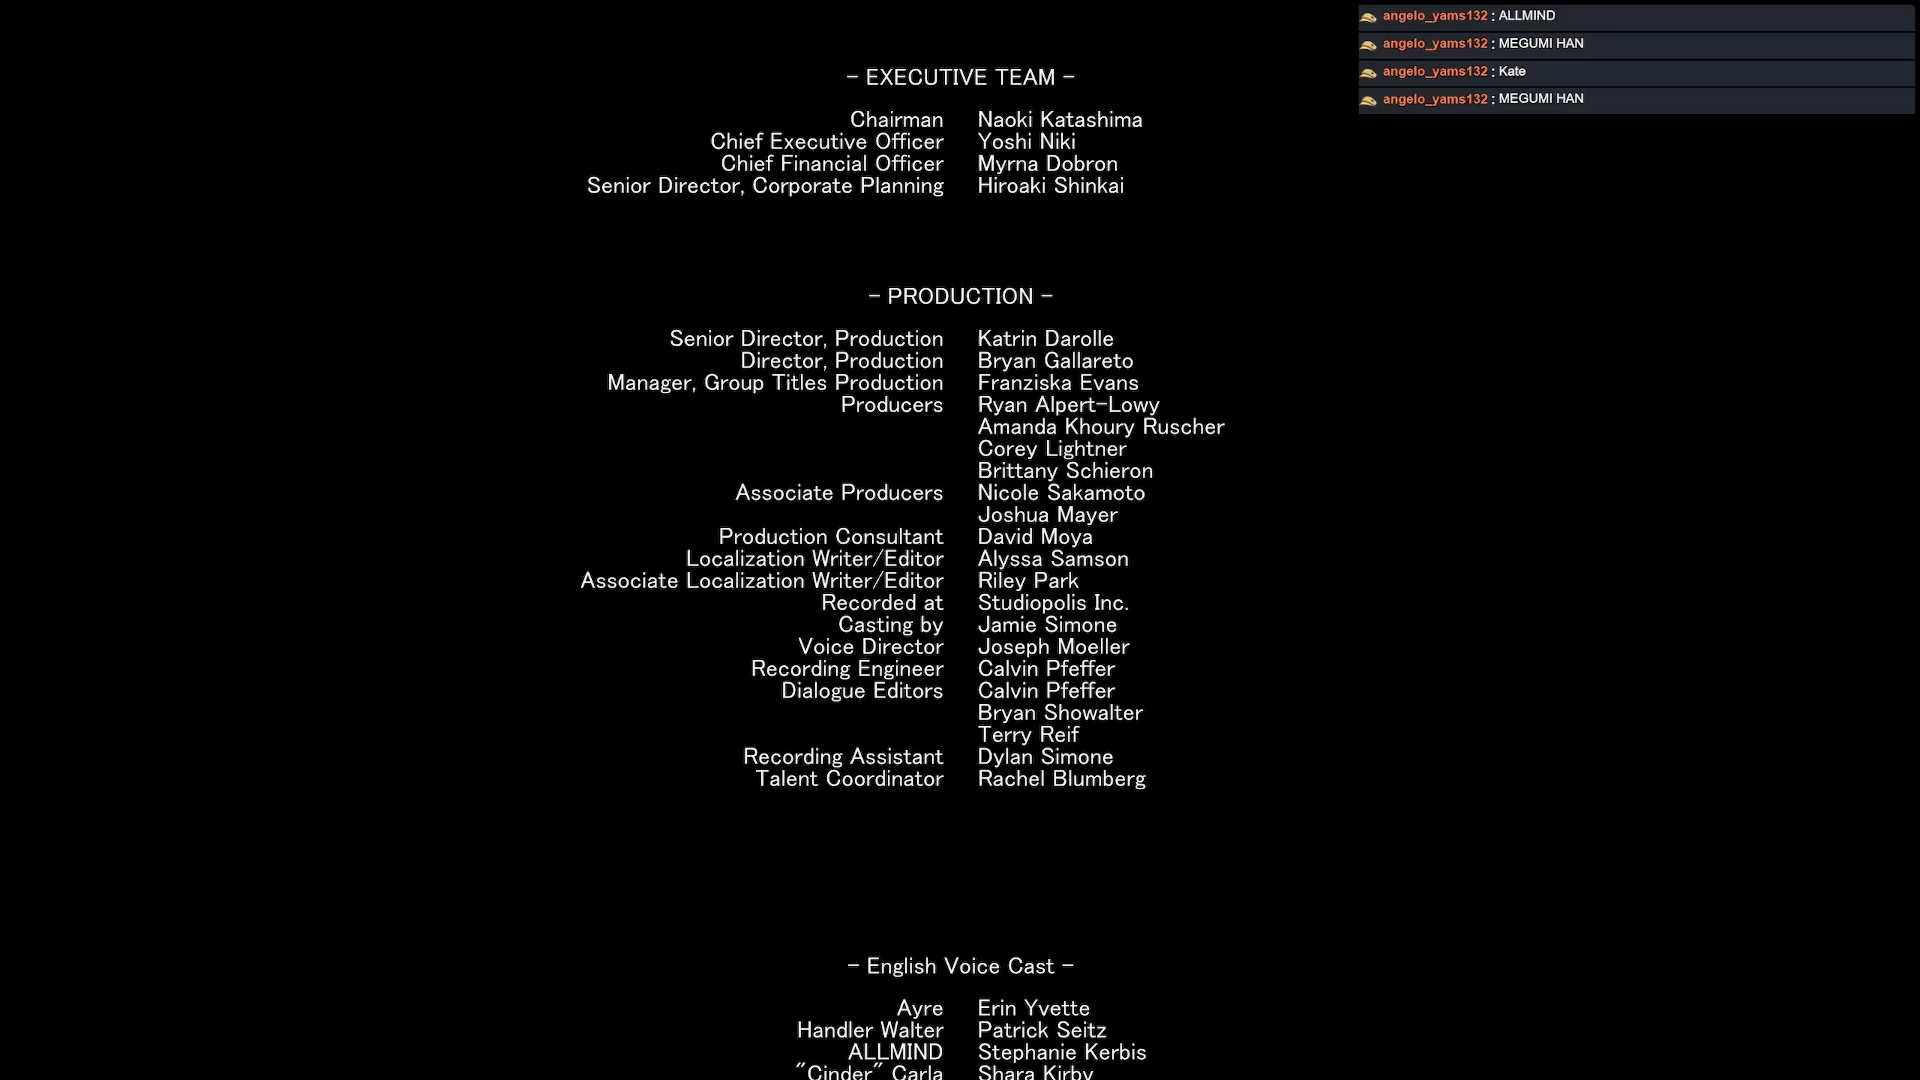 - EXECUTIVE TEAM -
Chairman Naoki Katashima
Chief Executive Officer Yoshi Niki
Chief Financial Officer Myrna Dobron
Senior Director, Corporate Planning Hiroaki Shinkai
- PRODUCTION -
Senior Director, Production Katrin Darolle
Director, Production Bryan Gallareto
Manager, Group Titles Production Franziska Evans
Producers Ryan Alpert-Lowy
Amanda Khoury Ruscher
Corey Lightner
Brittany Schieron
Associate Producers Nicole Sakamoto
Joshua Mayer
Production Consultant David Moya
Localization Writer/Editor Alyssa Samson
Associate Localization Writer/Editor Riley Park
Recorded at Studiopolis Inc.
Casting by Jamie Simone
Voice Director Joseph Moeller
Recording Engineer Calvin Pfeffer
Dialogue Editors Calvin Pfeffer
Bryan Showalter
Terry Reif
Recording Assistant Dylan Simone
Talent Coordinator Rachel Blumberg
- English Voice Cast -
Ayre Erin Yvette
Handler Walter Patrick Seitz
ALLMIND Stephanie Kerbis
"Cinder" Carla Shara Kirby
angelo_yams132 : ALLMIND
angelo_yams132 : MEGUMI HAN
angelo_yams132 : Kate
angelo_yams132 : MEGUMI HAN